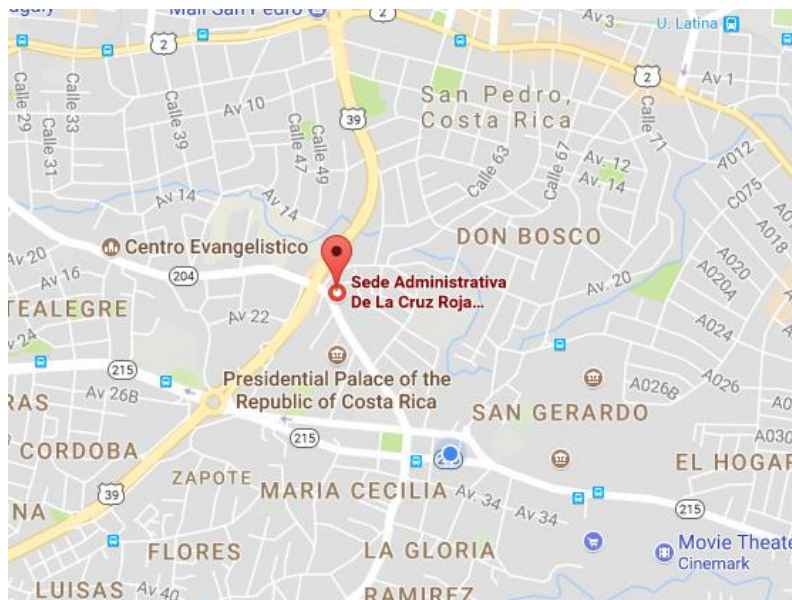 Mall San Pedro
2
2
U. Latina
2
2
Av 3
Av 1
Calle 29
Calle 33
Calle 31
Calle 39
Av 10
Calle 47
Calle 49
39
San Pedro,
Costa Rica
Calle 63
Calle 67
Calle 71
Av. 12
Av. 14
A012
C075
A018
A018
Av 14
Av 14
Centro Evangelistico
DON BOSCO
Av 20
Av 16
204
Sede Administrativa
De La Cruz Roja...
Av. 20
A020
A020A
TEALEGRE
Av 22
v 24
A024
215
Av 26B
Presidential Palace of the
Republic of Costa Rica
A026B
A026
RAS
SAN GERARDO
215
A030
CORDOBA
ZAPOTE
MARIA CECILIA
EL HOGAR
39
Av. 34
Av 34
215
NA
FLORES
LA GLORIA
Movie Theate
Cinemark
LUISAS
Av 40
RAMIREZ